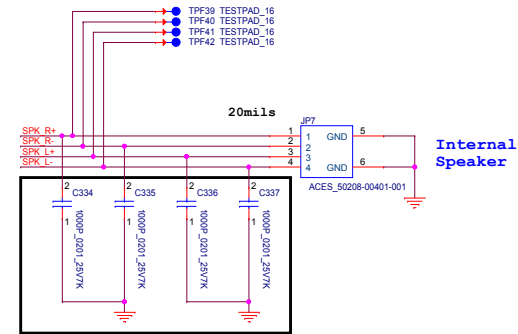 TPF39 TESTPAD_16
TPF40 TESTPAD_16
TPF41 TESTPAD_16
TPF42 TESTPAD_16
20mils
JP7
SPK_R+ 1 1 GND 5
SPK_R- 2 2
SPK_L+ 3 3
SPK_L- 4 4 GND 6
Internal
Speaker
ACES_50208-00401-001
2 C334 2 C335 2 C336 2 C337
1 1 1 1
1000P_0201_25V7K 1000P_0201_25V7K 1000P_0201_25V7K 1000P_0201_25V7K